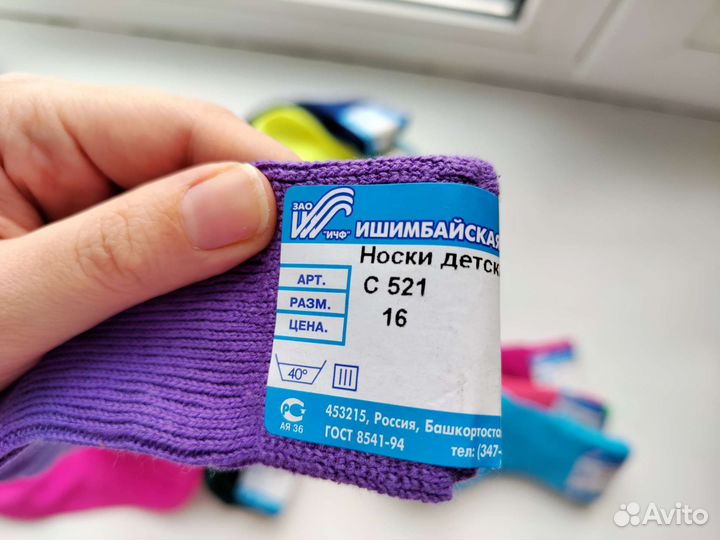 ЗАО
"ИЧФ"
ИШИМБАЙСКАЯ
Носки детск
АРТ. С 521
РАЗМ. 16
ЦЕНА.
40°
АЯ 36
453215, Россия, Башкортоста
ГОСТ 8541-94
тел: (347-
Avito